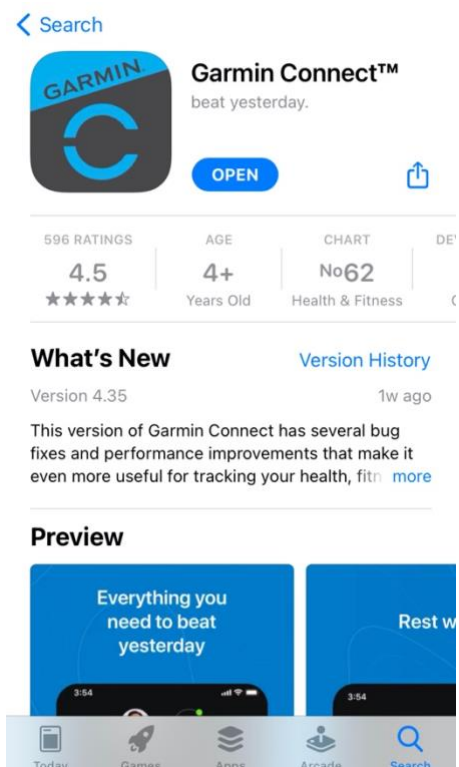 Search
GARMIN
Garmin Connect™
beat yesterday.
OPEN
596 RATINGS
4.5
AGE
4+
Years Old
CHART
No62
Health & Fitness
What's New
Version History
Version 4.35
1w ago
This version of Garmin Connect has several bug
fixes and performance improvements that make it
even more useful for tracking your health, fitn more
Preview
Everything you
need to beat
yesterday
3:54
Rest w
3:54
Today
Games
Apps
Arcade
Search